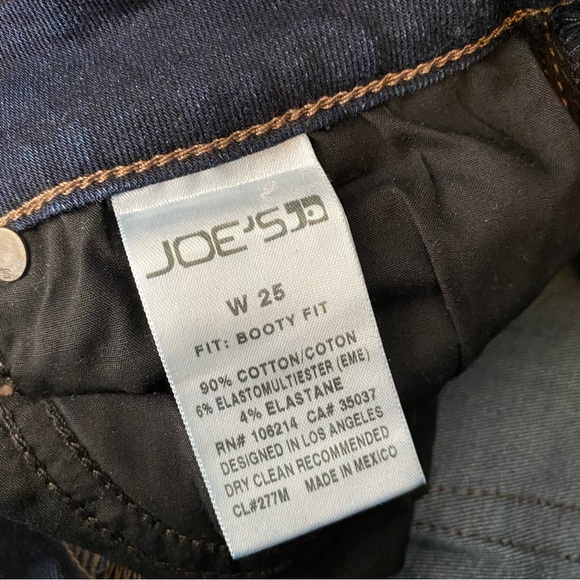 JOE'S
W 25
FIT: BOOTY FIT
90% COTTON/COTON
6% ELASTOMULTIESTER (EME)
4% ELASTANE
RN# 106214 CA# 35037
DESIGNED IN LOS ANGELES
DRY CLEAN RECOMMENDED
CL#277M MADE IN MEXICO